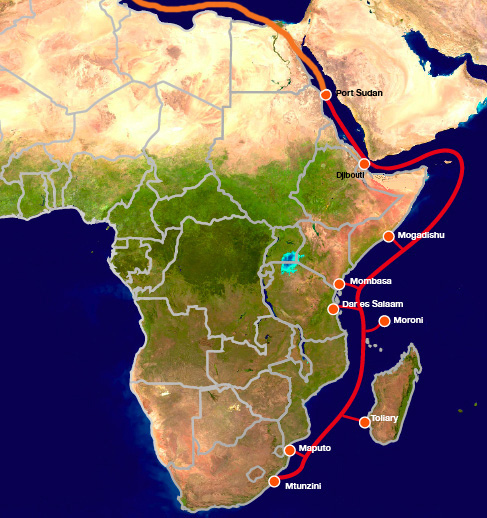 Port Sudan
Djibouti
Mogadishu
Mombasa
Dar es Salaam
Moroni
Toliary
Maputo
Mtunzini